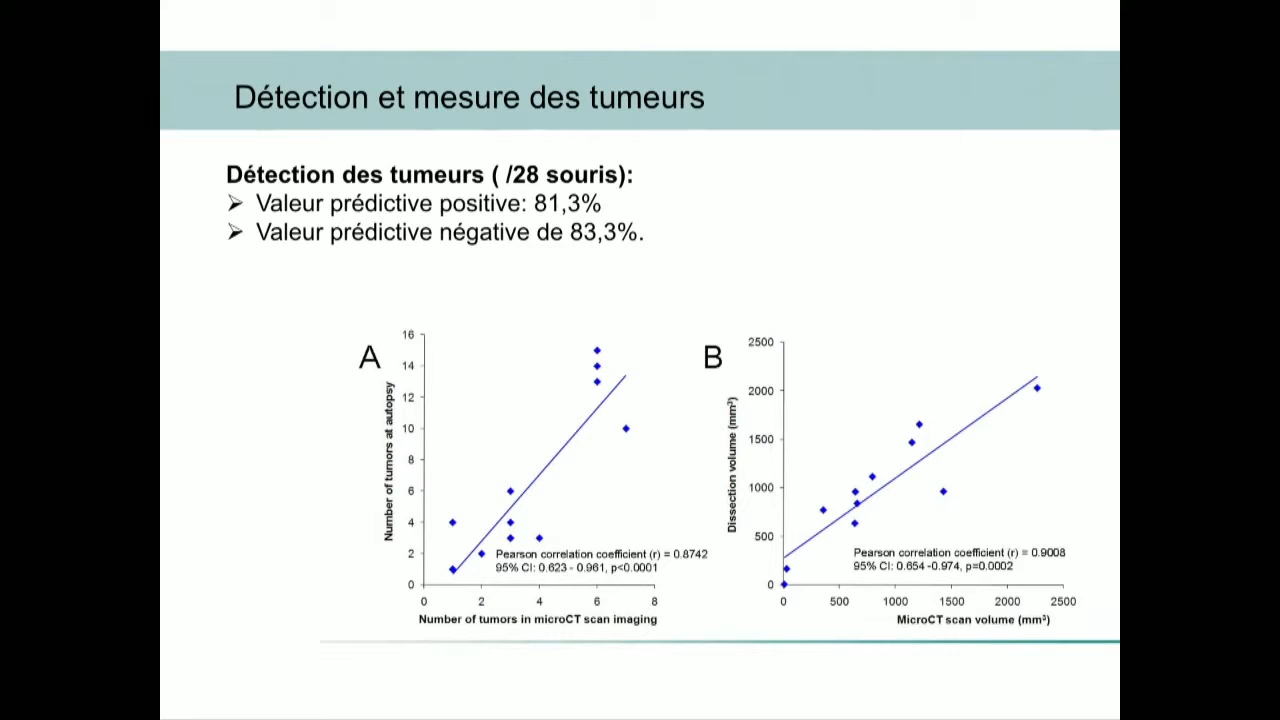 Détection et mesure des tumeurs
Détection des tumeurs ( /28 souris):
➢ Valeur prédictive positive: 81,3%
➢ Valeur prédictive négative de 83,3%.
A
Number of tumors at autopsy
16
14
12
10
8
6
4
2
0
0 2 4 6 8
Pearson correlation coefficient (r) = 0.8742
95% CI: 0.623 - 0.961, p<0.0001
Number of tumors in microCT scan imaging
B
Dissection volume (mm³)
2500
2000
1500
1000
500
0
0 500 1000 1500 2000 2500
Pearson correlation coefficient (r) = 0.9008
95% CI: 0.654 -0.974, p=0.0002
MicroCT scan volume (mm³)